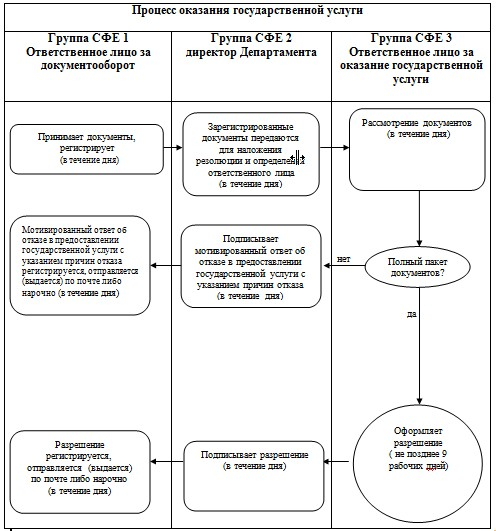 Процесс оказания государственной услуги
Группа СФЕ 1
Ответственное лицо за
документооборот
Группа СФЕ 2
директор Департамента
Группа СФЕ 3
Ответственное лицо за
оказание государственной
услуги
Принимает документы,
регистрирует
(в течение дня)
Зарегистрированные
документы передаются
для наложения
резолюции и определения
ответственного лица
(в течение дня)
Рассмотрение документов
(в течение дня)
Мотивированный ответ об
отказе в предоставлении
государственной услуги с
указанием причин отказа
регистрируется, отправляется
(выдается) по почте либо
нарочно (в течение дня)
Подписывает
мотивированный ответ об
отказе в предоставлении
государственной услуги с
указанием причин отказа
(в течение дня)
нет
Полный пакет
документов?
да
Разрешение
регистрируется,
отправляется (выдается)
по почте либо нарочно
(в течение дня)
Подписывает разрешение
(в течение дня)
Оформляет
разрешение
( не позднее 9
рабочих дней)